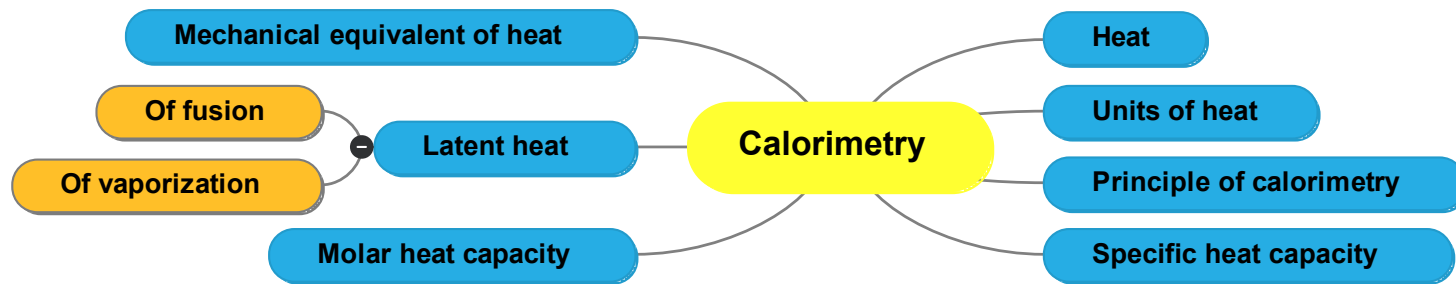 Mechanical equivalent of heat
Heat
Of fusion
Units of heat
Latent heat
Calorimetry
Of vaporization
Principle of calorimetry
Molar heat capacity
Specific heat capacity